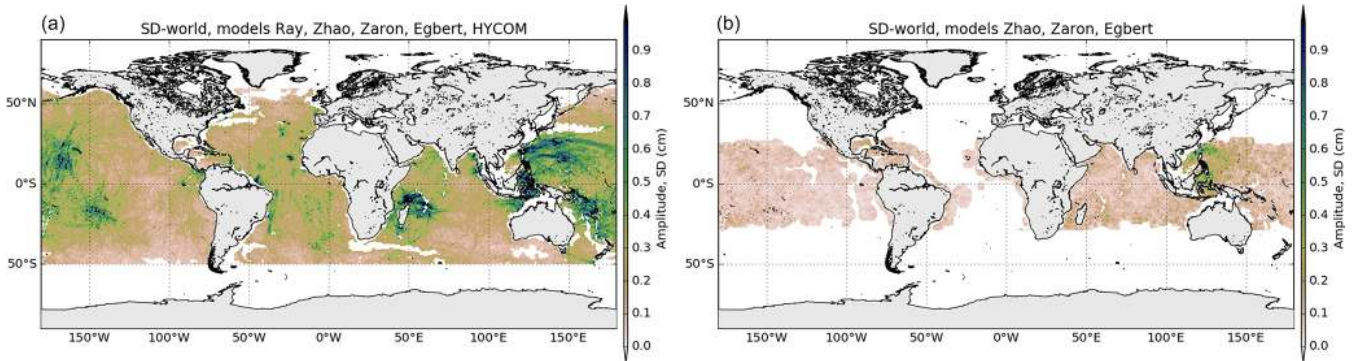 (a)
SD-world, models Ray, Zhao, Zaron, Egbert, HYCOM
50°N
0°S
50°S
150°W 100°W 50°W 0°W 50°E 100°E 150°E
0.9
0.8
0.7
0.6
0.5
0.4
0.3
0.2
0.1
0.0
Amplitude, SD (cm)
(b)
SD-world, models Zhao, Zaron, Egbert
50°N
0°S
50°S
150°W 100°W 50°W 0°W 50°E 100°E 150°E
0.9
0.8
0.7
0.6
0.5
0.4
0.3
0.2
0.1
0.0
Amplitude, SD (cm)